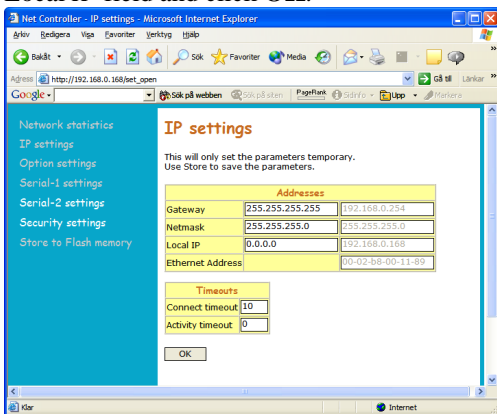 Net Controller - IP settings - Microsoft Internet Explorer
Arkiv Redigera Visa Favoriter Verktyg Hjälp
Bakåt Sök Favoriter Media
Adress http://192.168.0.168/set_open Gå till Länkar »
Google Sök på webben Sök på siten PageRank Sidinfo Upp Markera
Network statistics
IP settings
Option settings
Serial-1 settings
Serial-2 settings
Security settings
Store to Flash memory
IP settings
This will only set the parameters temporary.
Use Store to save the parameters.
Addresses
Gateway 255.255.255.255 192.168.0.254
Netmask 255.255.255.0 255.255.255.0
Local IP 0.0.0.0 192.168.0.168
Ethernet Address 00-02-b8-00-11-89
Timeouts
Connect timeout 10
Activity timeout 0
OK
Klar Internet